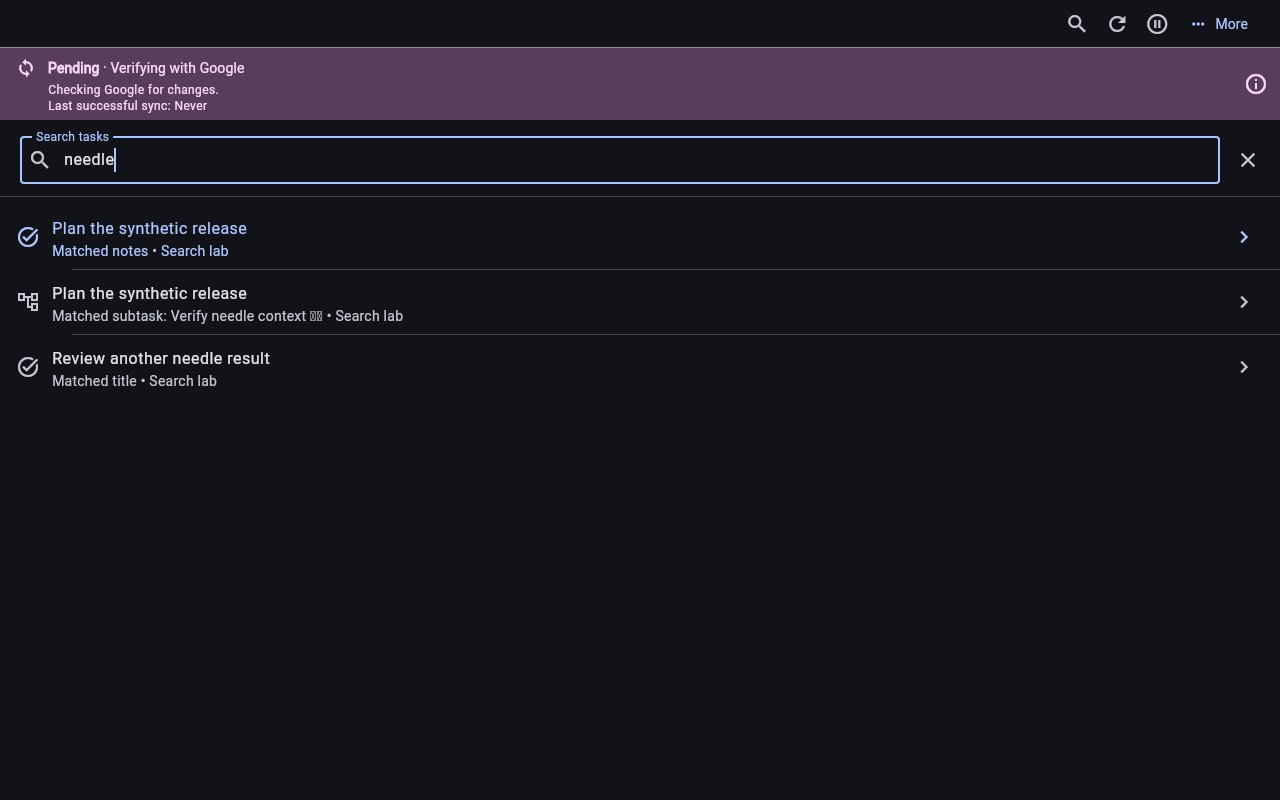 More
Pending · Verifying with Google
Checking Google for changes.
Last successful sync: Never
Search tasks
needle
Plan the synthetic release
Matched notes • Search lab
Plan the synthetic release
Matched subtask: Verify needle context • Search lab
Review another needle result
Matched title • Search lab